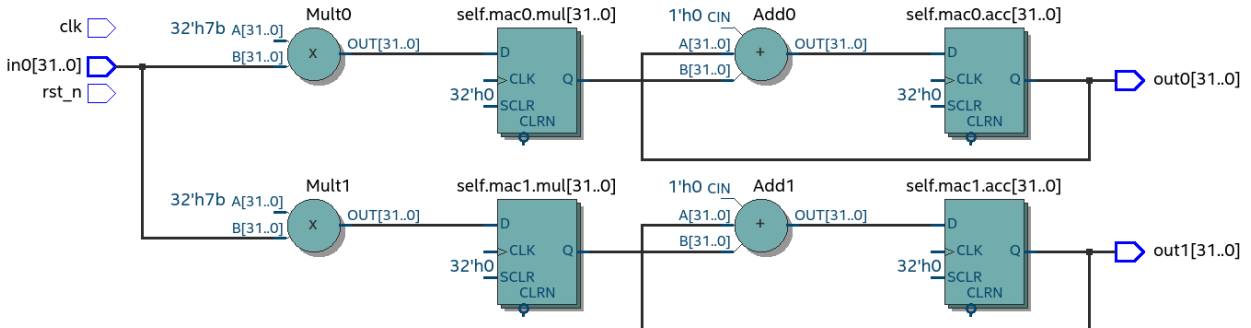 Mult0 self.mac0.mul[31..0] Add0 self.mac0.acc[31..0]
clk 32'h7b A[31..0] 1'h0 CIN
x OUT[31..0] D A[31..0] + OUT[31..0] D
in0[31..0] B[31..0] CLK Q B[31..0] CLK Q out0[31..0]
rst_n 32'h0 SCLR 32'h0 SCLR
CLRN CLRN
Mult1 self.mac1.mul[31..0] Add1 self.mac1.acc[31..0]
32'h7b A[31..0] 1'h0 CIN
x OUT[31..0] D A[31..0] + OUT[31..0] D
B[31..0] CLK Q B[31..0] CLK Q out1[31..0]
32'h0 SCLR 32'h0 SCLR
CLRN CLRN